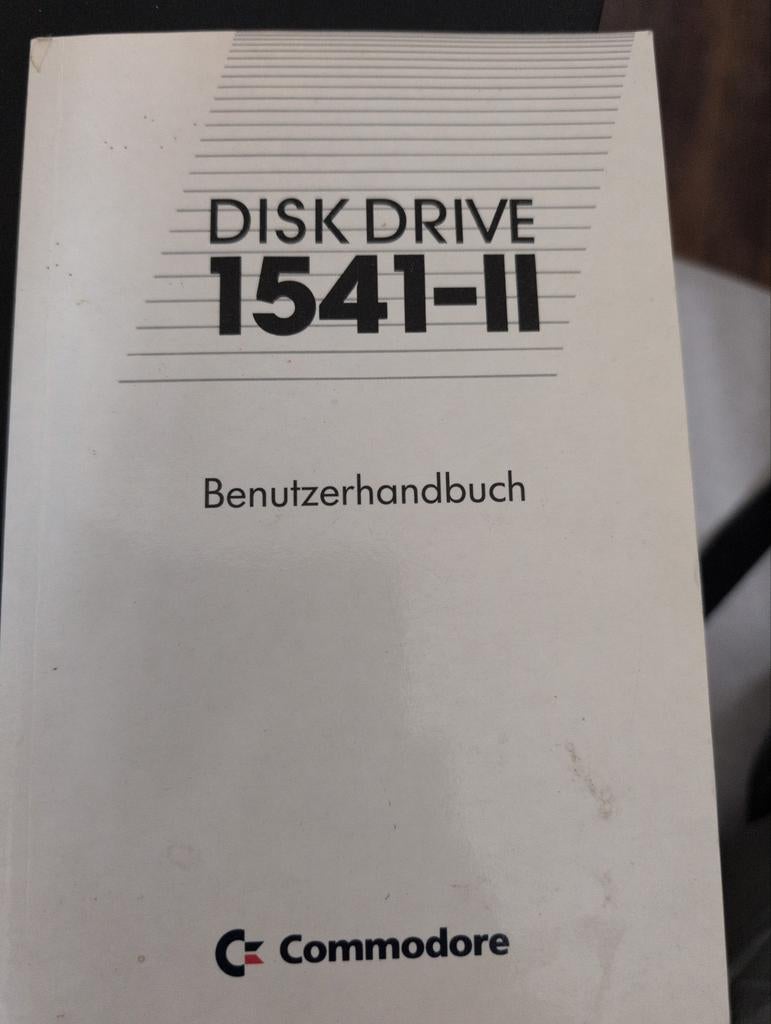 DISK DRIVE
1541-II
Benutzerhandbuch
Commodore